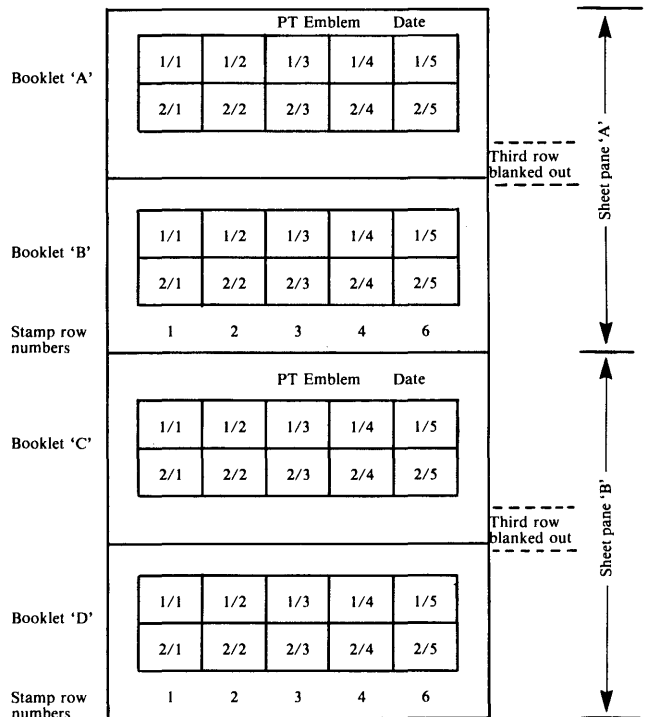 PT Emblem Date
Booklet 'A'
1/1 1/2 1/3 1/4 1/5
2/1 2/2 2/3 2/4 2/5
Third row
blanked out
Sheet pane 'A'
Booklet 'B'
1/1 1/2 1/3 1/4 1/5
2/1 2/2 2/3 2/4 2/5
Stamp row
numbers
1 2 3 4 6
PT Emblem Date
Booklet 'C'
1/1 1/2 1/3 1/4 1/5
2/1 2/2 2/3 2/4 2/5
Third row
blanked out
Sheet pane 'B'
Booklet 'D'
1/1 1/2 1/3 1/4 1/5
2/1 2/2 2/3 2/4 2/5
Stamp row
numbers
1 2 3 4 6